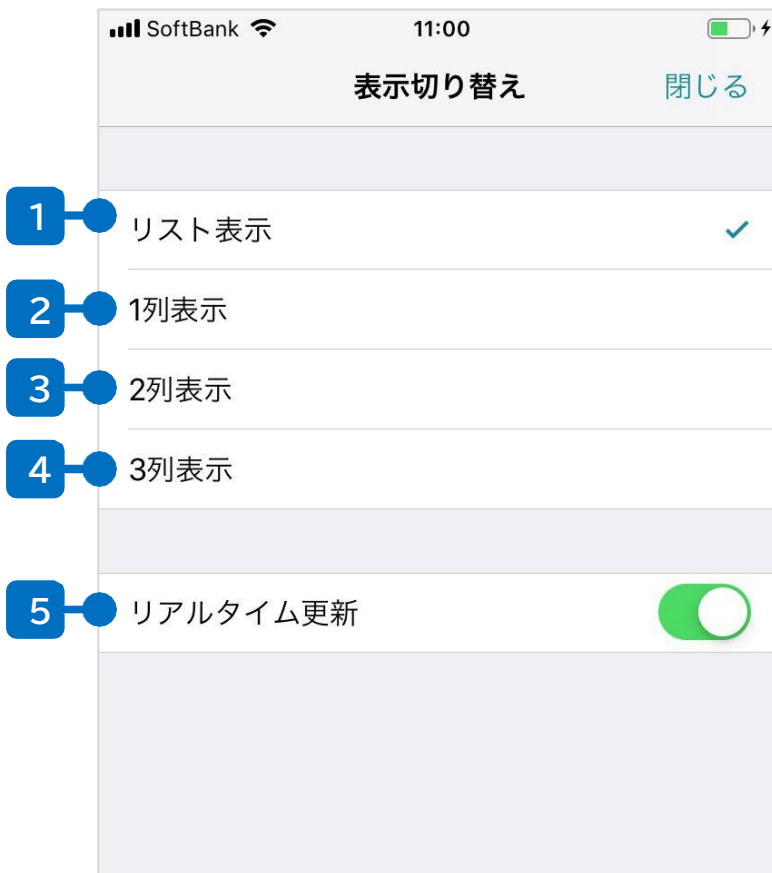 SoftBank 11:00
表示切り替え 閉じる
1 リスト表示
2 1列表示
3 2列表示
4 3列表示
5 リアルタイム更新